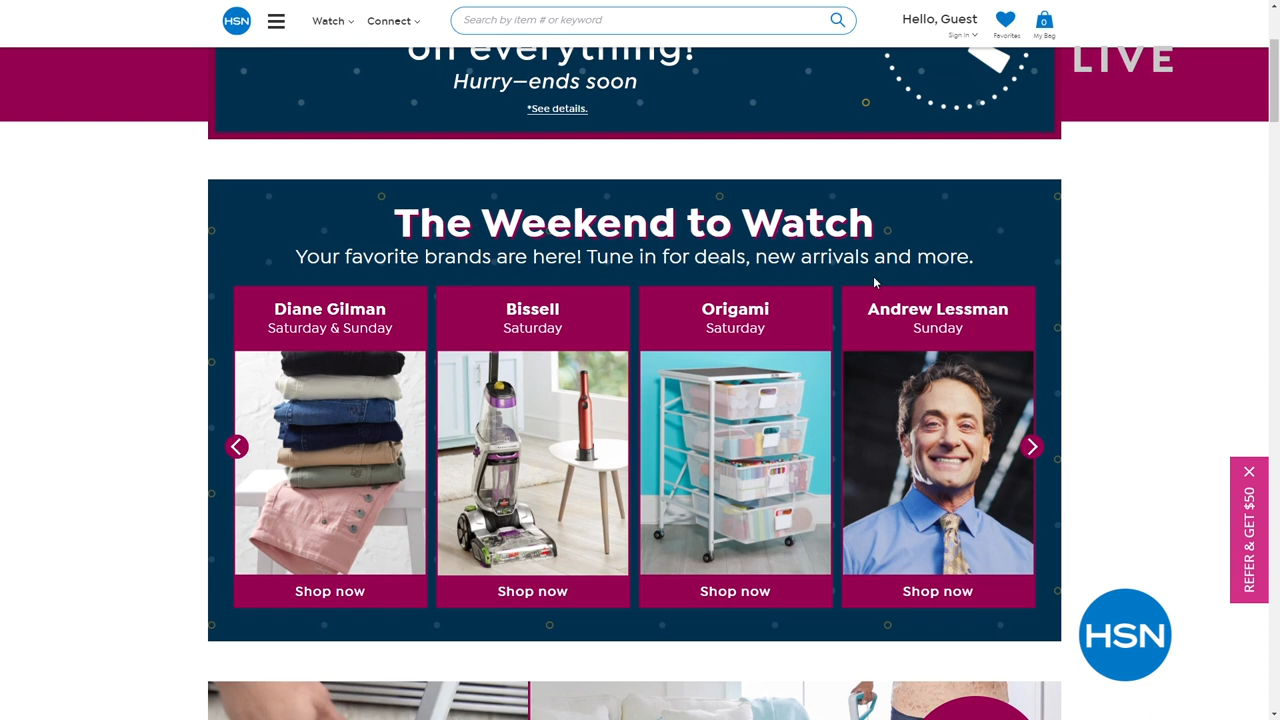 HSN
Watch
Connect
Search by item # or keyword
Hello, Guest
Sign In
Favorites
0
My Bag
on everything!
Hurry—ends soon
*See details.
LIVE
The Weekend to Watch
Your favorite brands are here! Tune in for deals, new arrivals and more.
Diane Gilman
Saturday & Sunday
Bissell
Saturday
Origami
Saturday
Andrew Lessman
Sunday
Shop now
Shop now
Shop now
Shop now
REFER & GET $50
HSN